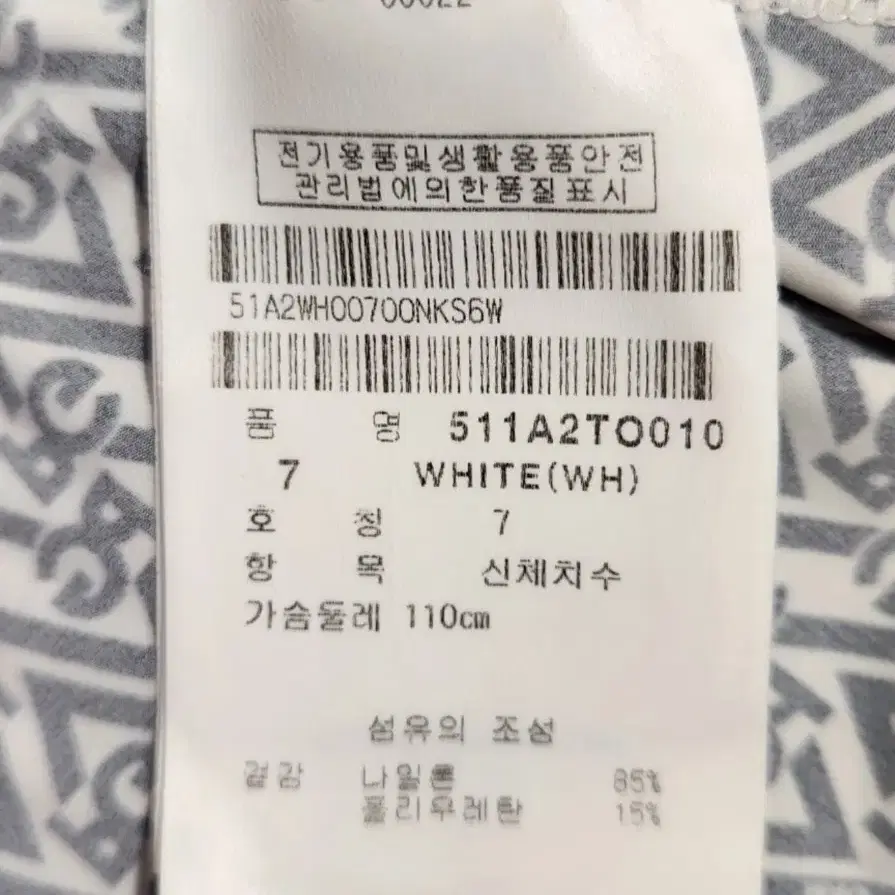 00022
전기용품및생활용품안전
관리법에의한품질표시
51A2WH00700NKS6W
품 명 511A2TO010
7 WHITE(WH)
호 칭 7
항 목 신체치수
가슴둘레 110cm
섬유의 조성
겉감 나일론 85%
폴리우레탄 15%